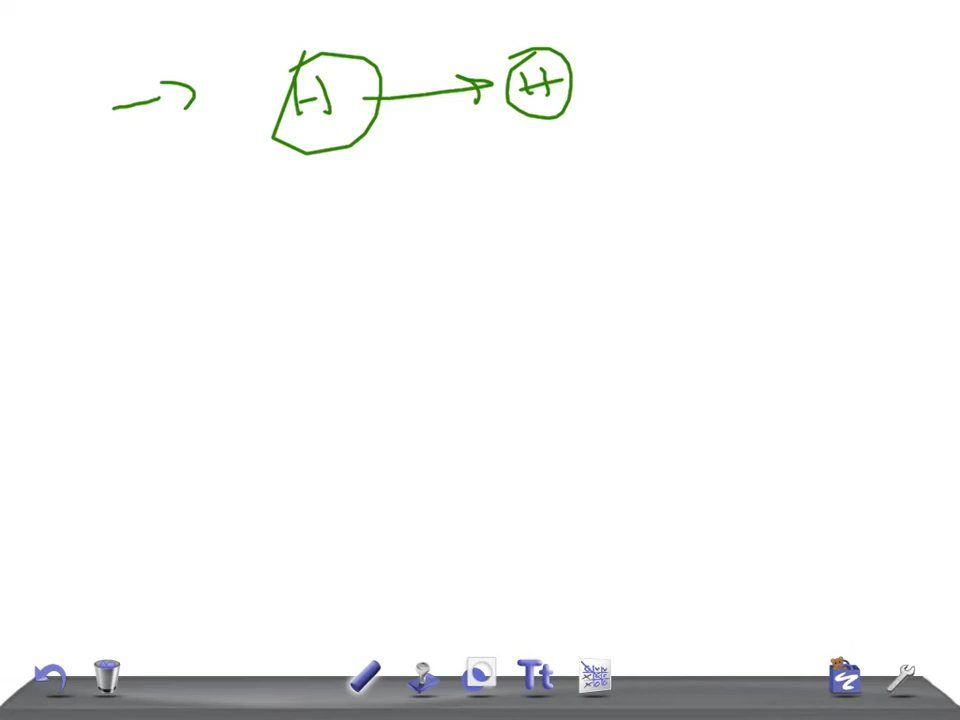 → H → H
Tt